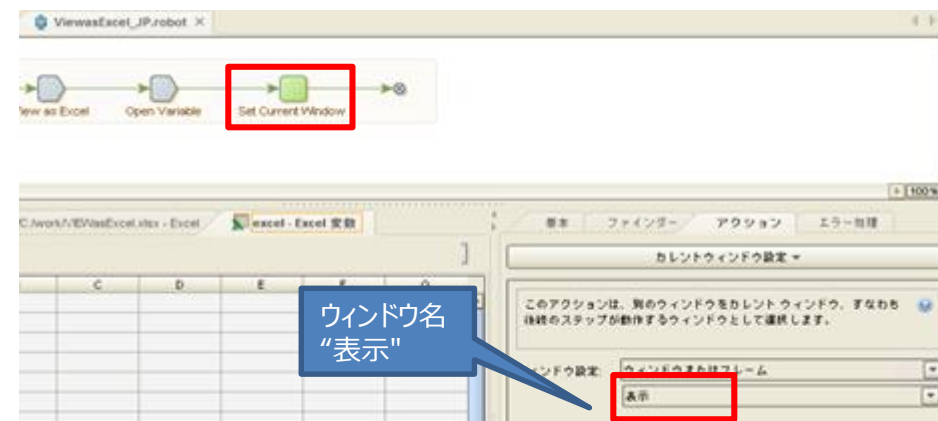 ViewasExcel_JP.robot ×
View as Excel
Open Variable
Set Current Window
100%
C:/work/VIEWasExcel.xlsx - Excel
excel - Excel 変数
基本
ファインダー
アクション
エラー処理
カレントウィンドウ設定
C D E F G
このアクションは、別のウィンドウをカレントウィンドウ、すなわち
後続のステップが動作するウィンドウとして選択します。
ウィンドウ名
“表示"
ィンドウ設定:
ウィンドウまたはフレーム
表示